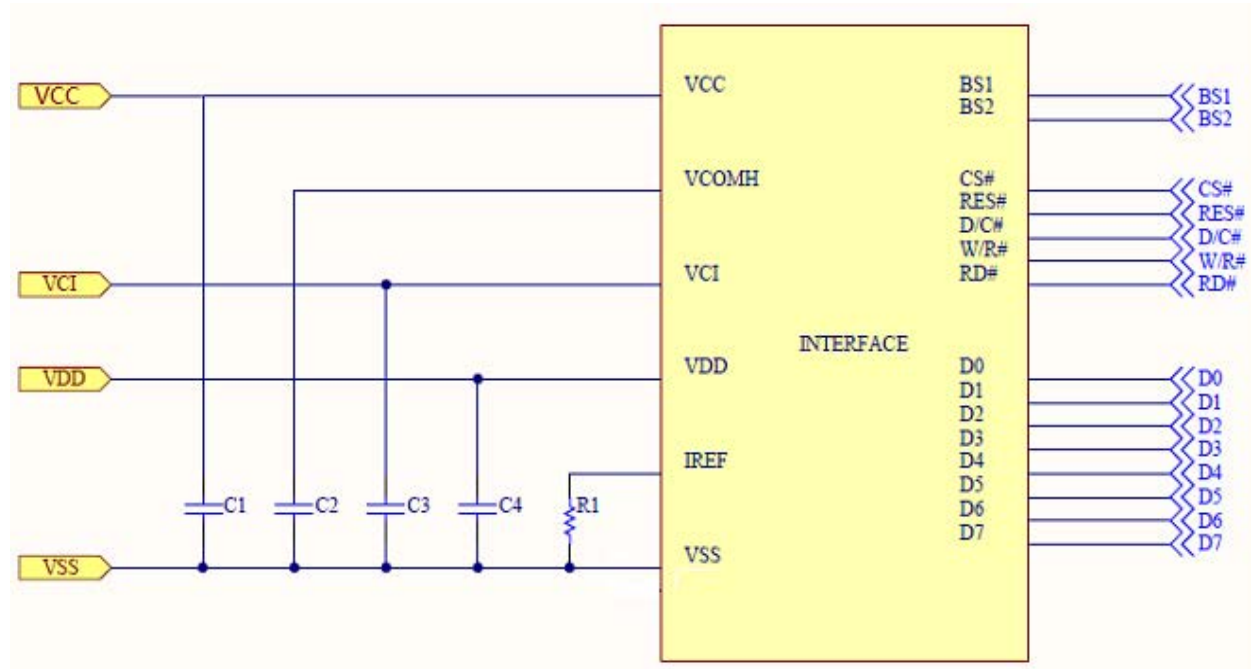 VCC
VCI
VDD
VSS
C1
C2
C3
C4
R1
VCC
VCOMH
VCI
VDD
IREF
VSS
INTERFACE
BS1
BS2
CS#
RES#
D/C#
W/R#
RD#
D0
D1
D2
D3
D4
D5
D6
D7
BS1
BS2
CS#
RES#
D/C#
W/R#
RD#
D0
D1
D2
D3
D4
D5
D6
D7